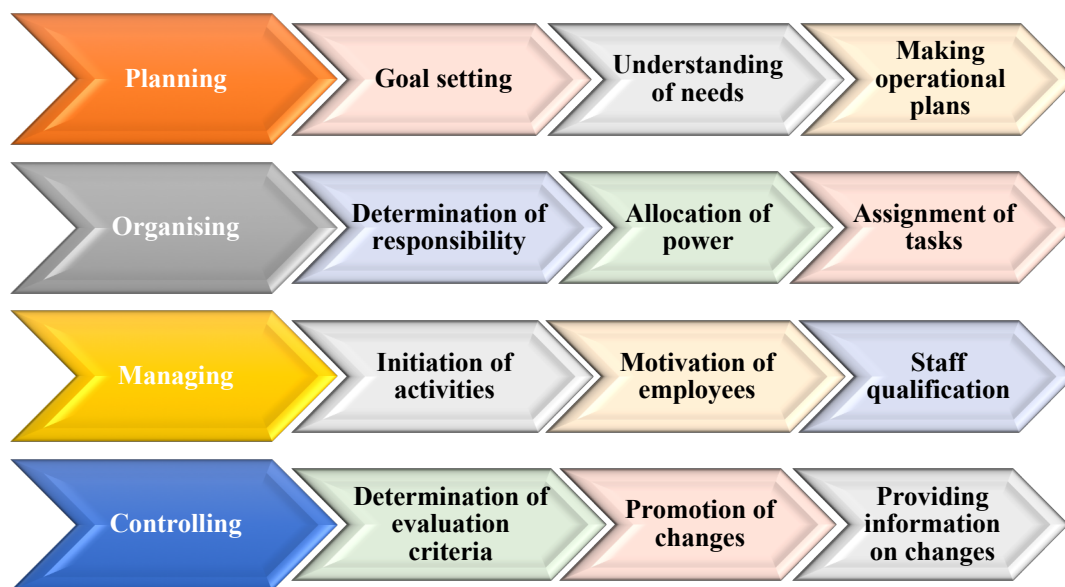 Planning
Goal setting
Understanding
of needs
Making
operational
plans
Organising
Determination of
responsibility
Allocation of
power
Assignment of
tasks
Managing
Initiation of
activities
Motivation of
employees
Staff
qualification
Controlling
Determination of
evaluation
criteria
Promotion of
changes
Providing
information
on changes